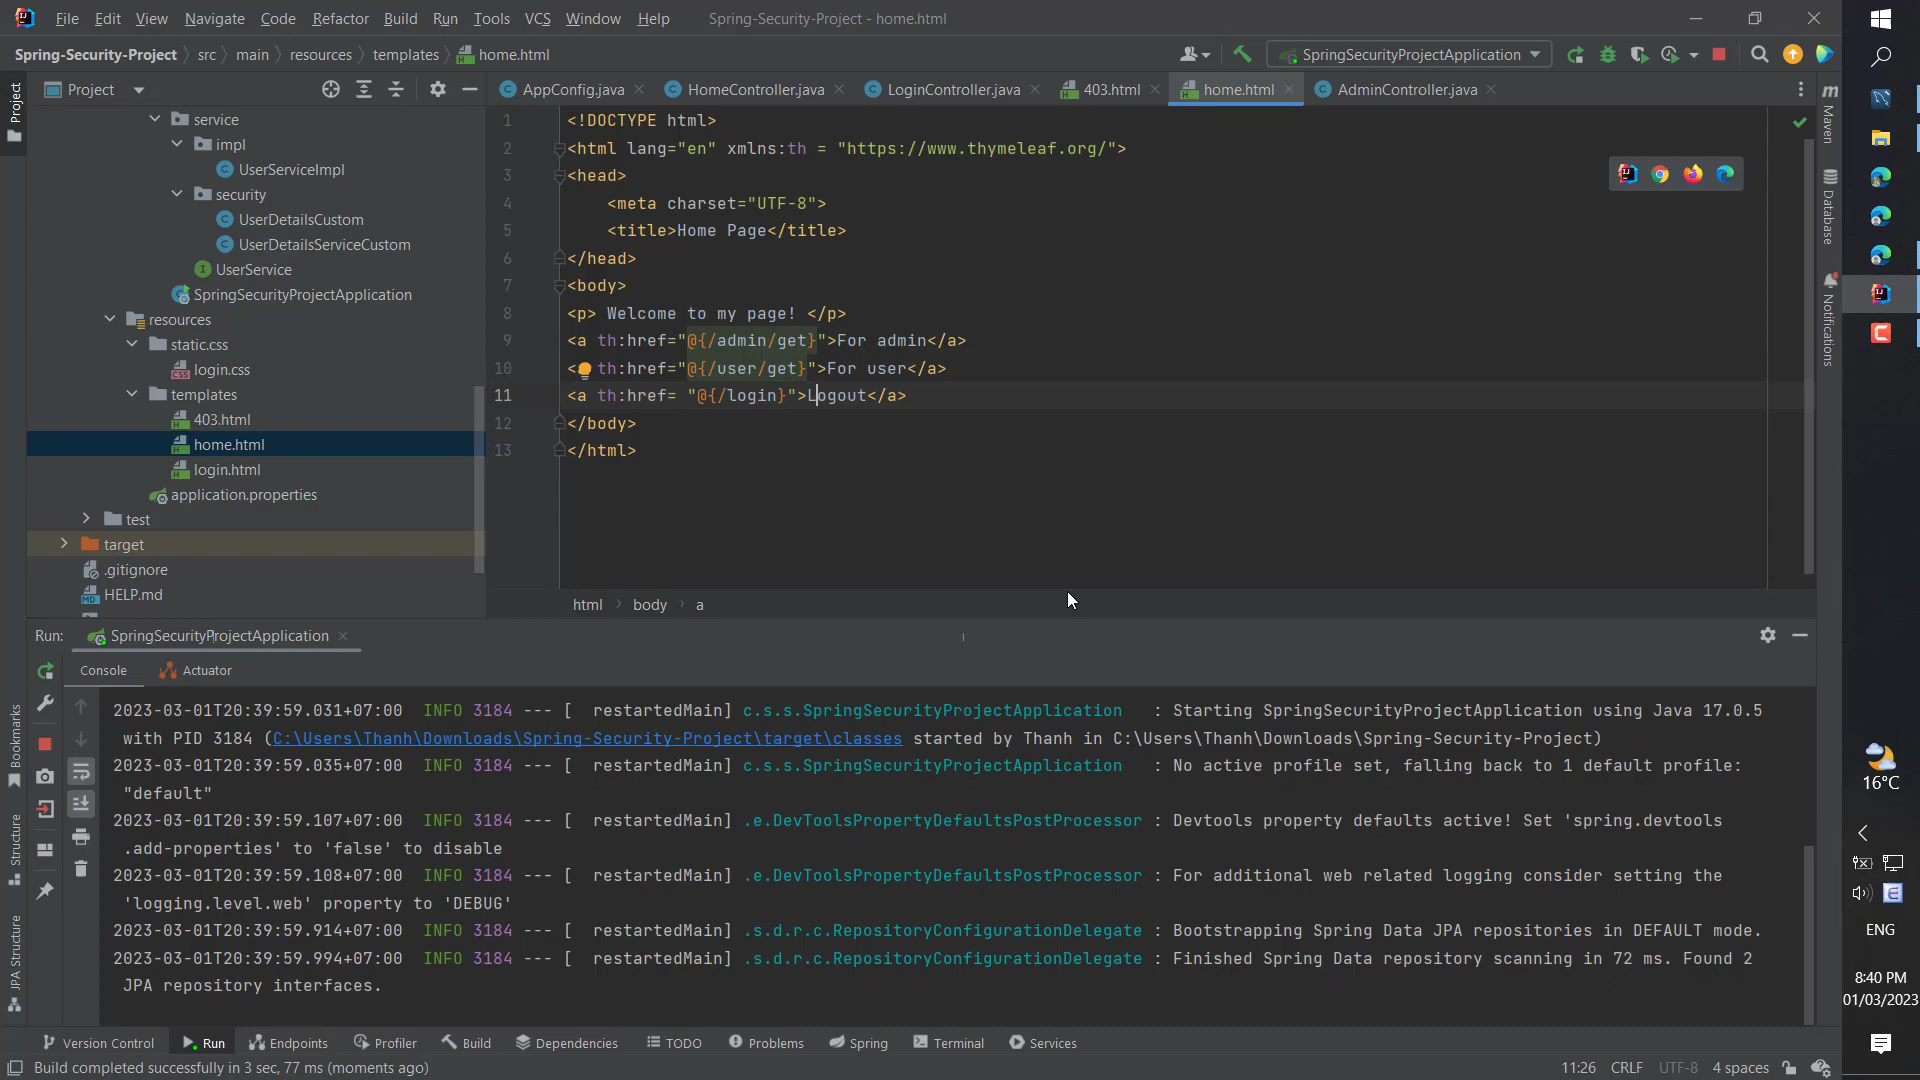 File Edit View Navigate Code Refactor Build Run Tools VCS Window Help Spring-Security-Project - home.html
Spring-Security-Project src main resources templates home.html SpringSecurityProjectApplication
Project
AppConfig.java HomeController.java LoginController.java 403.html home.html AdminController.java
service
impl
UserServiceImpl
security
UserDetailsCustom
UserDetailsServiceCustom
UserService
SpringSecurityProjectApplication
resources
static.css
login.css
templates
403.html
home.html
login.html
application.properties
test
target
.gitignore
HELP.md
1 <!DOCTYPE html>
2 <html lang="en" xmlns:th = "https://www.thymeleaf.org/">
3 <head>
4 <meta charset="UTF-8">
5 <title>Home Page</title>
6 </head>
7 <body>
8 <p> Welcome to my page! </p>
9 <a th:href="@{/admin/get}">For admin</a>
10 < th:href="@{/user/get}">For user</a>
11 <a th:href= "@{/login}">Logout</a>
12 </body>
13 </html>
html body a
Project
Bookmarks
Structure
JPA Structure
Maven
Database
Notifications
Run: SpringSecurityProjectApplication
Console Actuator
2023-03-01T20:39:59.031+07:00 INFO 3184 --- [ restartedMain] c.s.s.SpringSecurityProjectApplication : Starting SpringSecurityProjectApplication using Java 17.0.5
with PID 3184 (C:\Users\Thanh\Downloads\Spring-Security-Project\target\classes started by Thanh in C:\Users\Thanh\Downloads\Spring-Security-Project)
2023-03-01T20:39:59.035+07:00 INFO 3184 --- [ restartedMain] c.s.s.SpringSecurityProjectApplication : No active profile set, falling back to 1 default profile:
"default"
2023-03-01T20:39:59.107+07:00 INFO 3184 --- [ restartedMain] .e.DevToolsPropertyDefaultsPostProcessor : Devtools property defaults active! Set 'spring.devtools
.add-properties' to 'false' to disable
2023-03-01T20:39:59.108+07:00 INFO 3184 --- [ restartedMain] .e.DevToolsPropertyDefaultsPostProcessor : For additional web related logging consider setting the
'logging.level.web' property to 'DEBUG'
2023-03-01T20:39:59.914+07:00 INFO 3184 --- [ restartedMain] .s.d.r.c.RepositoryConfigurationDelegate : Bootstrapping Spring Data JPA repositories in DEFAULT mode.
2023-03-01T20:39:59.994+07:00 INFO 3184 --- [ restartedMain] .s.d.r.c.RepositoryConfigurationDelegate : Finished Spring Data repository scanning in 72 ms. Found 2
JPA repository interfaces.
Version Control Run Endpoints Profiler Build Dependencies TODO Problems Spring Terminal Services
Build completed successfully in 3 sec, 77 ms (moments ago) 11:26 CRLF UTF-8 4 spaces
16°C
ENG
8:40 PM
01/03/2023